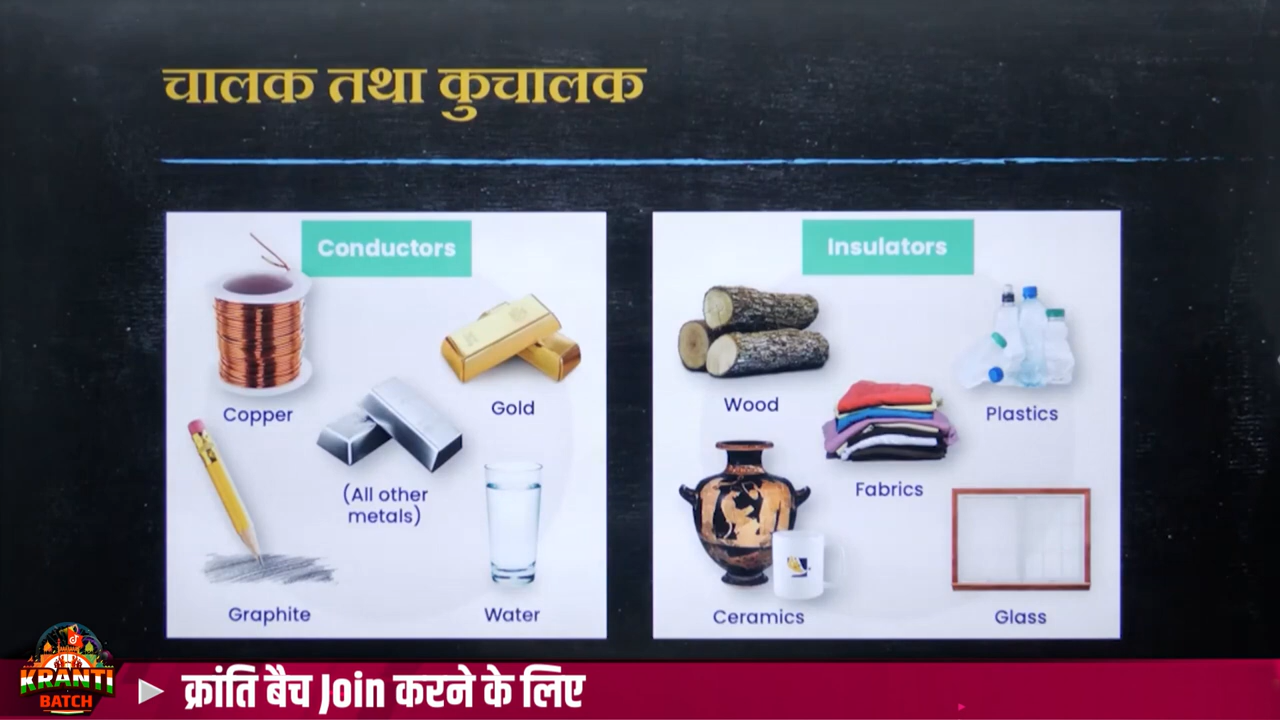 चालक तथा कुचालक
Conductors
Copper
Gold
(All other
metals)
Graphite
Water
Insulators
Wood
Plastics
Fabrics
Ceramics
Glass
KRANTI
BATCH
क्रांति बैच Join करने के लिए